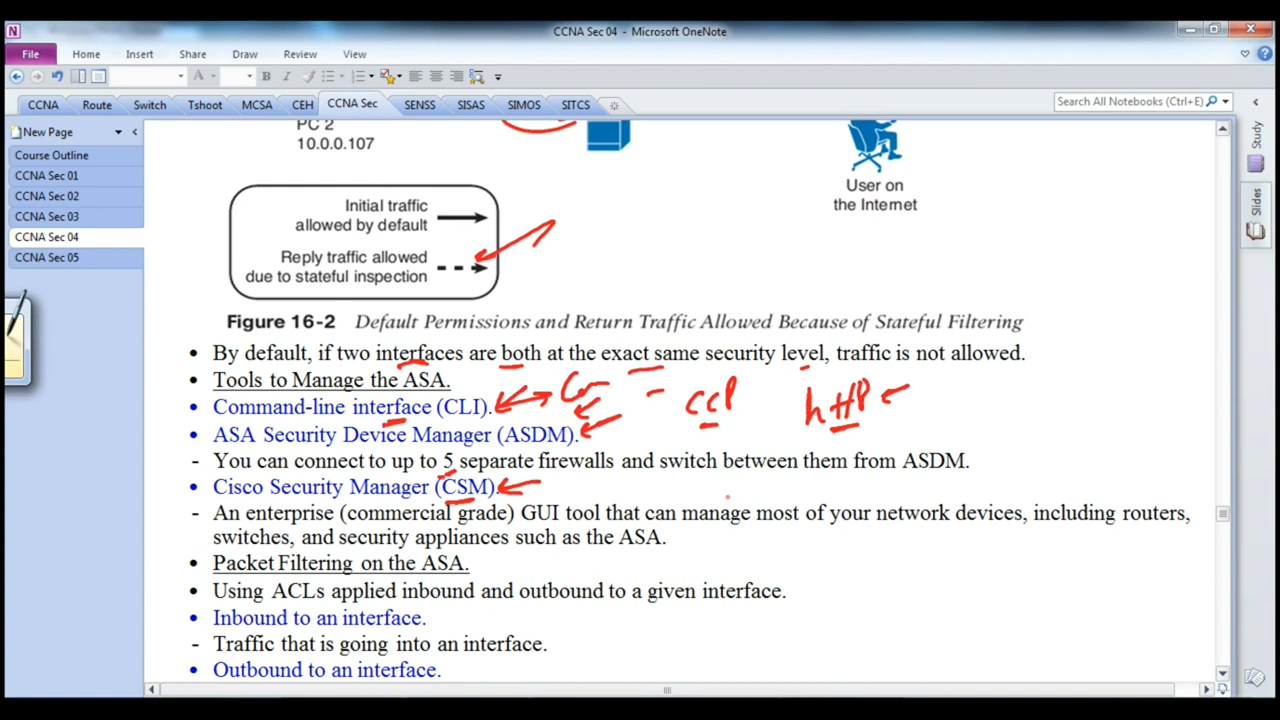 CCNA Sec 04 - Microsoft OneNote
File Home Insert Share Draw Review View
CCNA Route Switch Tshoot MCSA CEH CCNA Sec SENSS SISAS SIMOS SITCS
Search All Notebooks (Ctrl+E)
New Page
Course Outline
CCNA Sec 01
CCNA Sec 02
CCNA Sec 03
CCNA Sec 04
CCNA Sec 05
Study
Slides
PC 2
10.0.0.107
User on
the Internet
Initial traffic
allowed by default
Reply traffic allowed
due to stateful inspection
Figure 16-2 Default Permissions and Return Traffic Allowed Because of Stateful Filtering
• By default, if two interfaces are both at the exact same security level, traffic is not allowed.
• Tools to Manage the ASA.
• Command-line interface (CLI).
CCP
HTTP
• ASA Security Device Manager (ASDM).
- You can connect to up to 5 separate firewalls and switch between them from ASDM.
• Cisco Security Manager (CSM).
- An enterprise (commercial grade) GUI tool that can manage most of your network devices, including routers,
switches, and security appliances such as the ASA.
• Packet Filtering on the ASA.
• Using ACLs applied inbound and outbound to a given interface.
• Inbound to an interface.
- Traffic that is going into an interface.
• Outbound to an interface.